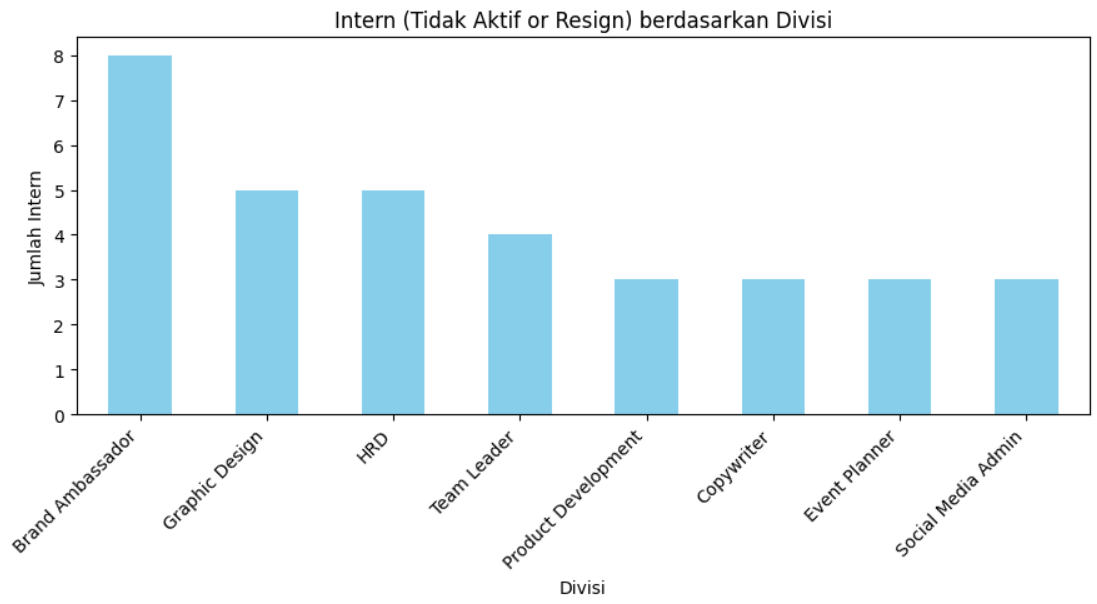 Intern (Tidak Aktif or Resign) berdasarkan Divisi
Jumlah Intern
8
7
6
5
4
3
2
1
0
Brand Ambassador
Graphic Design
HRD
Team Leader
Product Development
Copywriter
Event Planner
Social Media Admin
Divisi